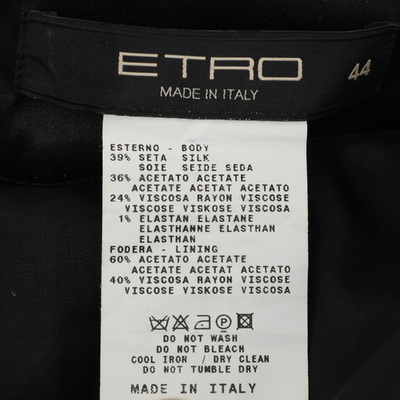 ETRO
44
MADE IN ITALY
ESTERNO - BODY
39% SETA SILK
SOIE SEIDE SEDA
36% ACETATO ACETATE
ACETATE ACETAT ACETATO
24% VISCOSA RAYON VISCOSE
VISCOSE VISKOSE VISCOSA
1% ELASTAN ELASTANE
ELASTHANNE ELASTHAN
ELASTHAN
FODERA - LINING
60% ACETATO ACETATE
ACETATE ACETAT ACETATO
40% VISCOSA RAYON VISCOSE
VISCOSE VISKOSE VISCOSA
P
DO NOT WASH
DO NOT BLEACH
COOL IRON / DRY CLEAN
DO NOT TUMBLE DRY
MADE IN ITALY